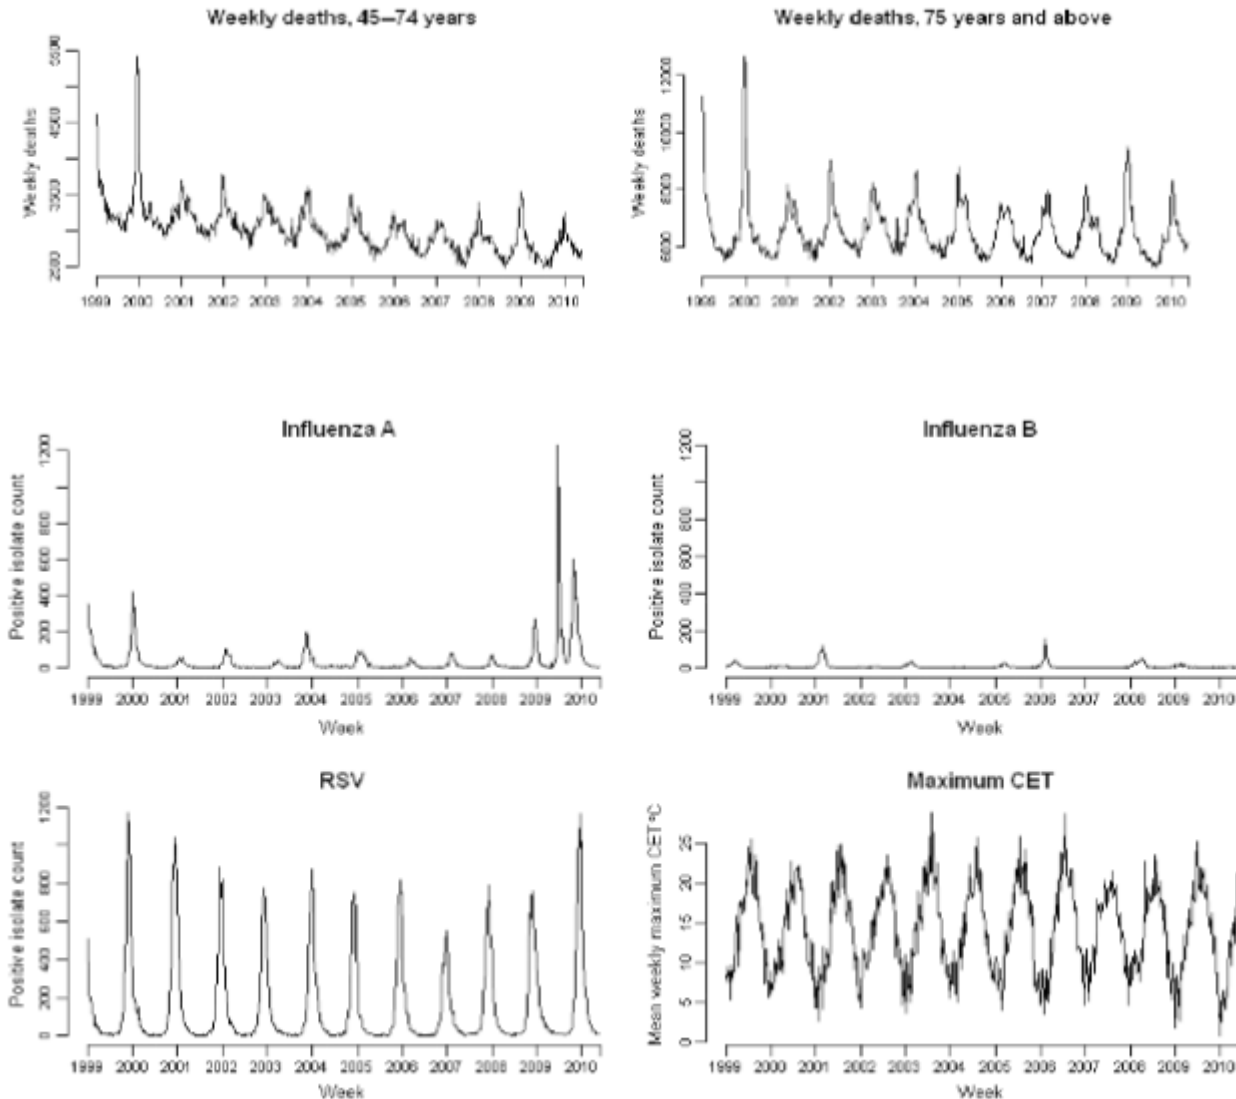 Weekly deaths, 45–74 years
Weekly deaths
5500
4500
3500
2500
1999 2000 2001 2002 2003 2004 2005 2006 2007 2008 2009 2010
Weekly deaths, 75 years and above
Weekly deaths
12000
10000
8000
6000
1999 2000 2001 2002 2003 2004 2005 2006 2007 2008 2009 2010
Influenza A
Positive isolate count
1200
800
600
400
200
0
1999 2000 2001 2002 2003 2004 2005 2006 2007 2008 2009 2010
Week
Influenza B
Positive isolate count
1200
800
600
400
200
0
1999 2000 2001 2002 2003 2004 2005 2006 2007 2008 2009 2010
Week
RSV
Positive isolate count
1200
800
600
400
200
0
1999 2000 2001 2002 2003 2004 2005 2006 2007 2008 2009 2010
Week
Maximum CET
Mean weekly maximum CET°C
25
20
15
10
5
0
1999 2000 2001 2002 2003 2004 2005 2006 2007 2008 2009 2010
Week